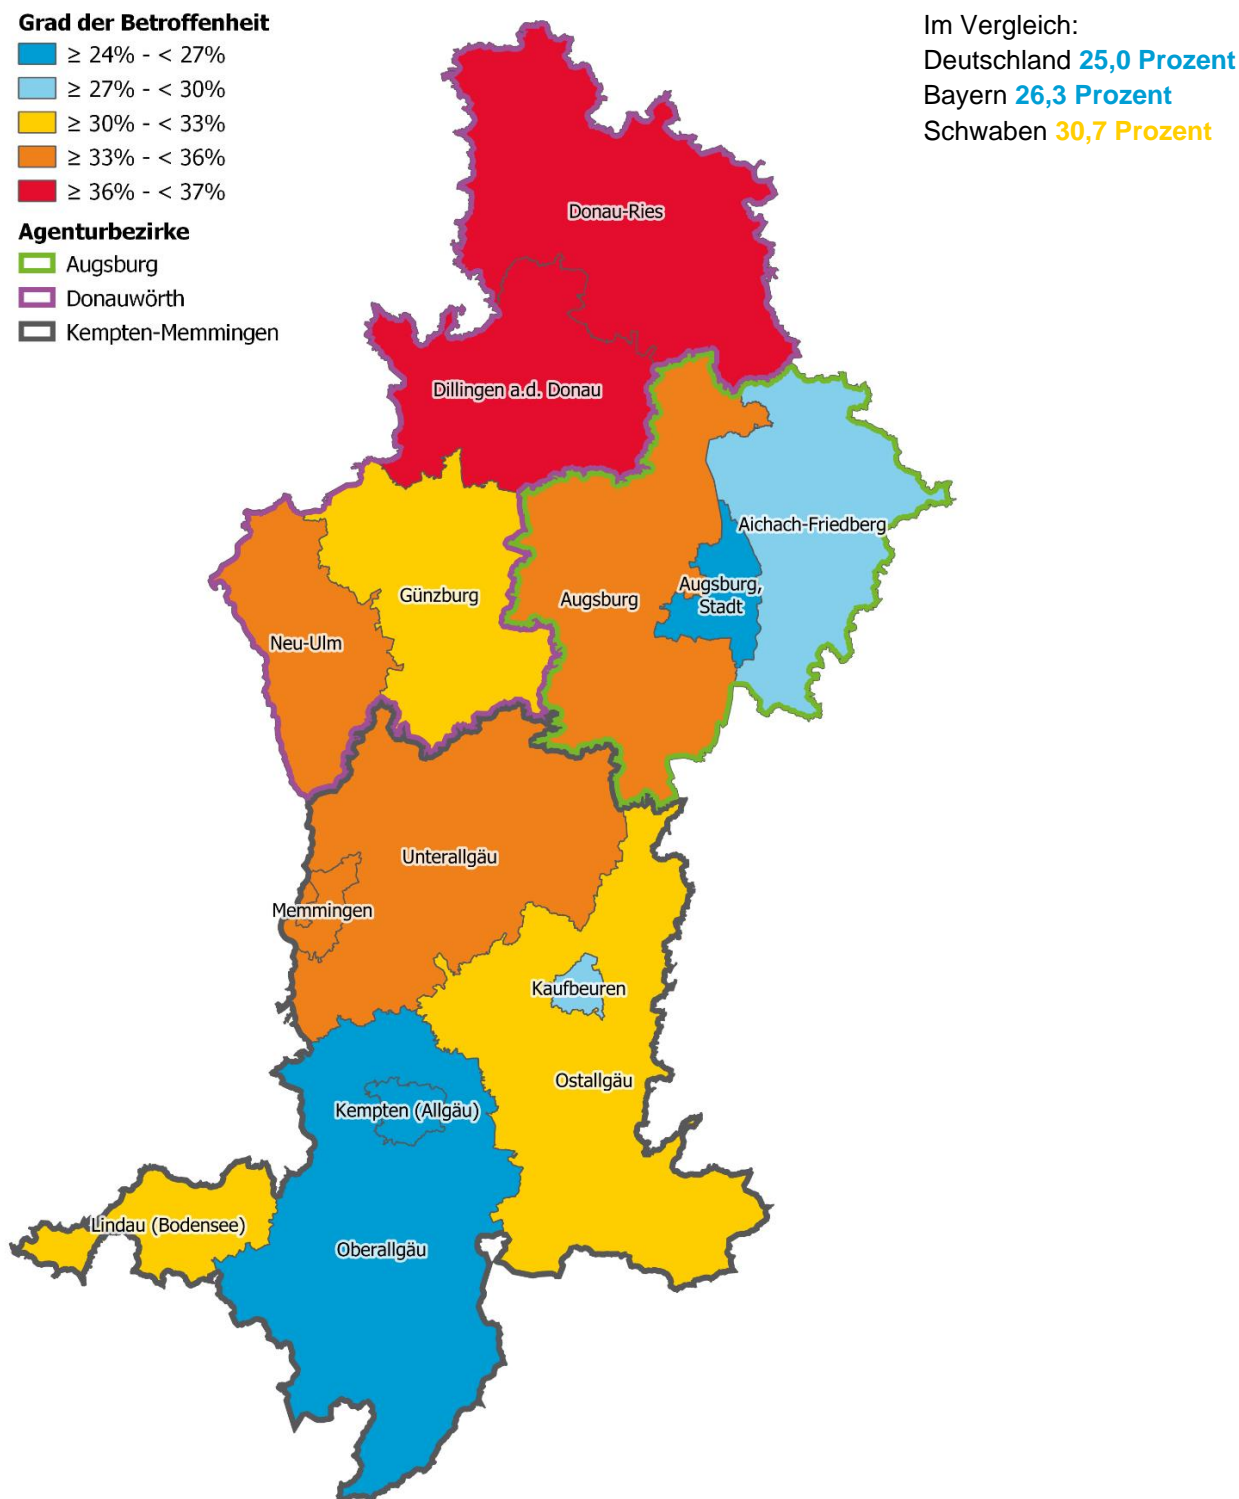 Grad der Betroffenheit
≥ 24% - < 27%
≥ 27% - < 30%
≥ 30% - < 33%
≥ 33% - < 36%
≥ 36% - < 37%
Agenturbezirke
Augsburg
Donauwörth
Kempten-Memmingen
Im Vergleich:
Deutschland 25,0 Prozent
Bayern 26,3 Prozent
Schwaben 30,7 Prozent
Donau-Ries
Dillingen a.d. Donau
Aichach-Friedberg
Augsburg,
Stadt
Augsburg
Günzburg
Neu-Ulm
Unterallgäu
Memmingen
Kaufbeuren
Ostallgäu
Kempten (Allgäu)
Lindau (Bodensee)
Oberallgäu